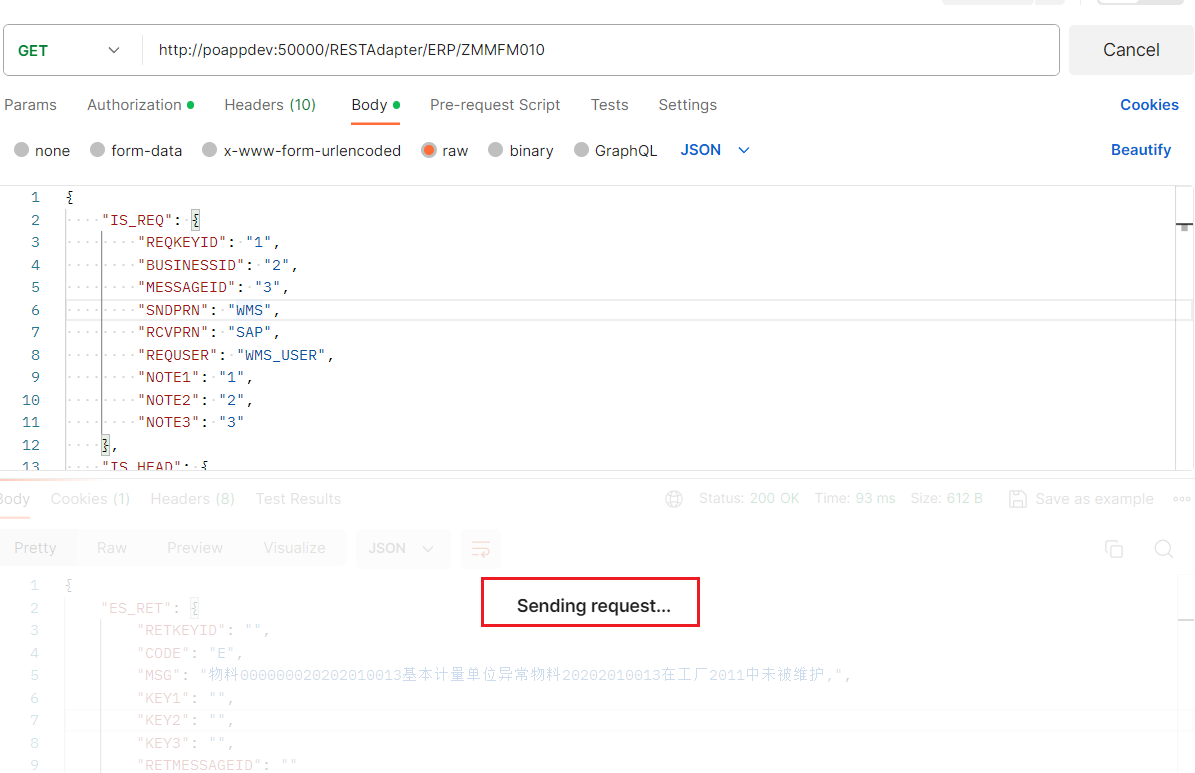 GET http://poappdev:50000/RESTAdapter/ERP/ZMMFM010 Cancel
Params Authorization Headers (10) Body Pre-request Script Tests Settings Cookies
none form-data x-www-form-urlencoded raw binary GraphQL JSON Beautify
1 {
2 "IS_REQ": {
3 "REQKEYID": "1",
4 "BUSINESSID": "2",
5 "MESSAGEID": "3",
6 "SNDPRN": "WMS",
7 "RCVPRN": "SAP",
8 "REQUSER": "WMS_USER",
9 "NOTE1": "1",
10 "NOTE2": "2",
11 "NOTE3": "3"
12 },
13 "IS_HEAD": {
Body Cookies (1) Headers (8) Test Results Status: 200 OK Time: 93 ms Size: 612 B Save as example
Pretty Raw Preview Visualize JSON
1 {
Sending request...
2 "ES_RET": {
3 "RETKEYID": "",
4 "CODE": "E",
5 "MSG": "物料000000020202010013基本计量单位异常物料20202010013在工厂2011中未被维护,",
6 "KEY1": "",
7 "KEY2": "",
8 "KEY3": "",
9 "RETMESSAGEID": ""